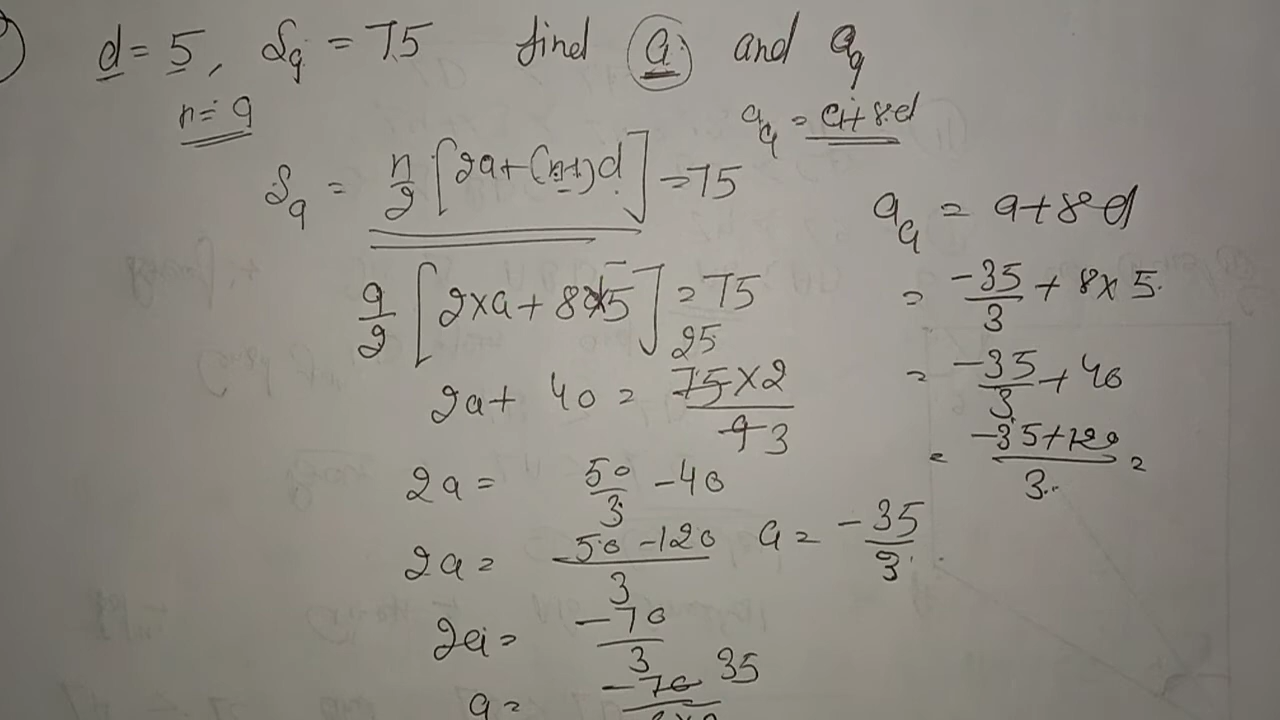 d = 5, S₉ = 75 find a and a₉
n = 9
a₉ = a + 8d
S₉ = n/2 [2a + (n-1)d] = 75
9/2 [2×a + 8×5] = 75
25
2a + 40 = 75×2 / 9 3
2a = 50/3 - 40
2a = 50 - 120 / 3
2a = -70/3
a = -70 35
a = -35/3
a₉ = a + 8d
= -35/3 + 8×5
= -35/3 + 40
= -35 + 120 / 3 =